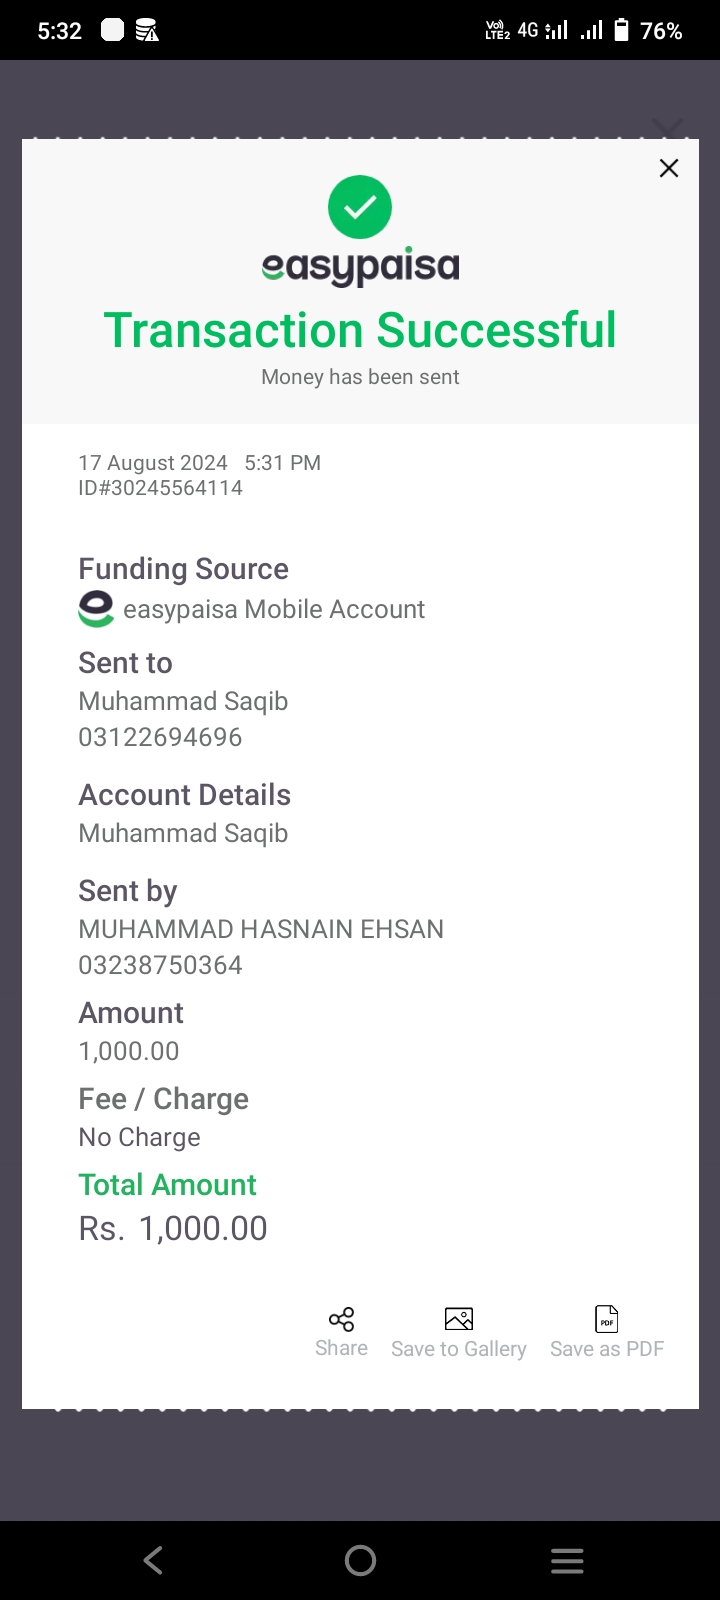 5:32
Vo)) LTE2 4G 76%
easypaisa
Transaction Successful
Money has been sent
17 August 2024 5:31 PM
ID#30245564114
Funding Source
easypaisa Mobile Account
Sent to
Muhammad Saqib
03122694696
Account Details
Muhammad Saqib
Sent by
MUHAMMAD HASNAIN EHSAN
03238750364
Amount
1,000.00
Fee / Charge
No Charge
Total Amount
Rs. 1,000.00
PDF
Share Save to Gallery Save as PDF